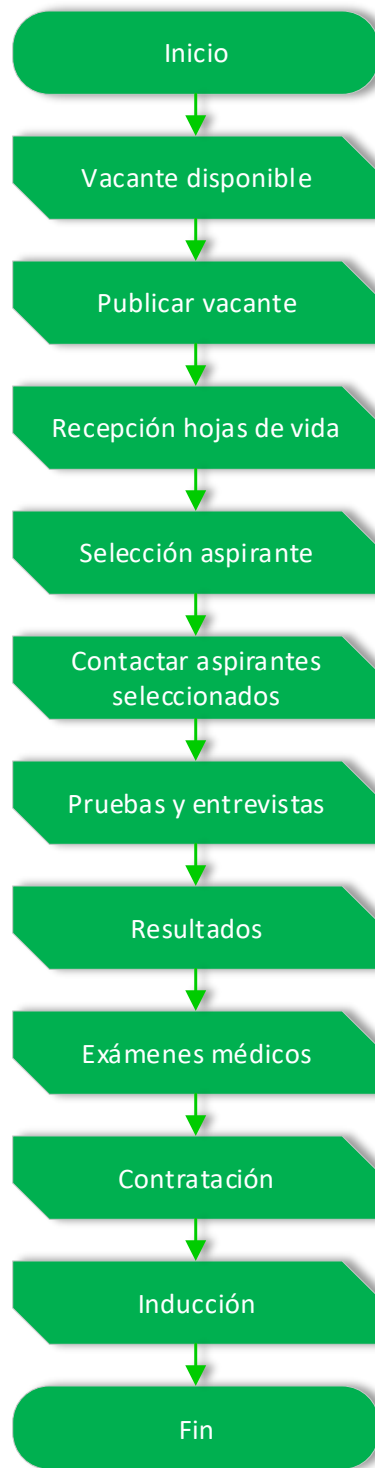 Inicio
Vacante disponible
Publicar vacante
Recepción hojas de vida
Selección aspirante
Contactar aspirantes
seleccionados
Pruebas y entrevistas
Resultados
Exámenes médicos
Contratación
Inducción
Fin